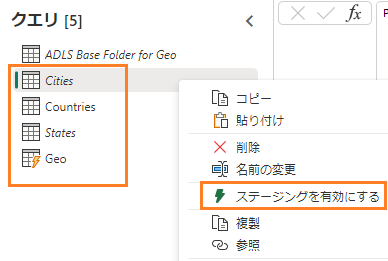 クエリ [5]
fx
ADLS Base Folder for Geo
Cities
Countries
States
Geo
コピー
貼り付け
削除
名前の変更
ステージングを有効にする
複製
参照